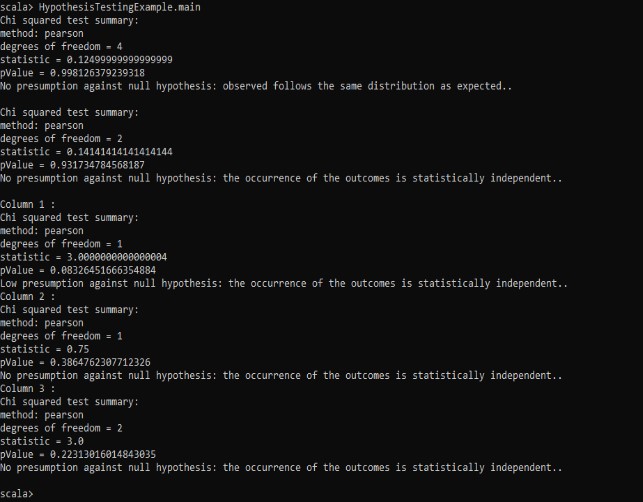 scala> HypothesisTestingExample.main
Chi squared test summary:
method: pearson
degrees of freedom = 4
statistic = 0.12499999999999999
pValue = 0.998126379239318
No presumption against null hypothesis: observed follows the same distribution as expected..
Chi squared test summary:
method: pearson
degrees of freedom = 2
statistic = 0.14141414141414144
pValue = 0.931734784568187
No presumption against null hypothesis: the occurrence of the outcomes is statistically independent..
Column 1 :
Chi squared test summary:
method: pearson
degrees of freedom = 1
statistic = 3.0000000000000004
pValue = 0.08326451666354884
Low presumption against null hypothesis: the occurrence of the outcomes is statistically independent..
Column 2 :
Chi squared test summary:
method: pearson
degrees of freedom = 1
statistic = 0.75
pValue = 0.3864762307712326
No presumption against null hypothesis: the occurrence of the outcomes is statistically independent..
Column 3 :
Chi squared test summary:
method: pearson
degrees of freedom = 2
statistic = 3.0
pValue = 0.22313016014843035
No presumption against null hypothesis: the occurrence of the outcomes is statistically independent..
scala>